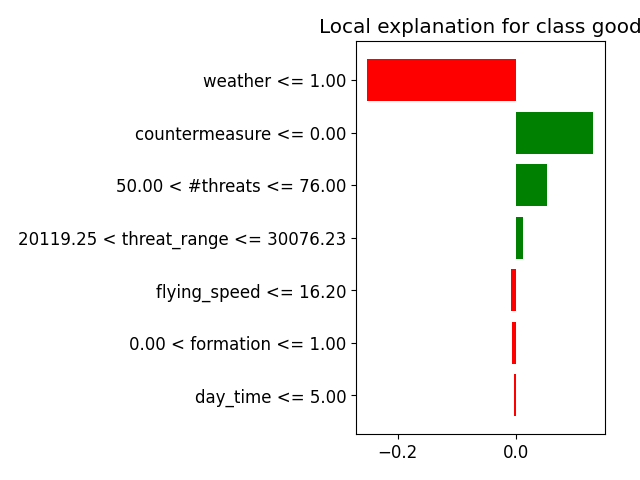 Local explanation for class good
weather <= 1.00
countermeasure <= 0.00
50.00 < #threats <= 76.00
20119.25 < threat_range <= 30076.23
flying_speed <= 16.20
0.00 < formation <= 1.00
day_time <= 5.00
−0.2 0.0